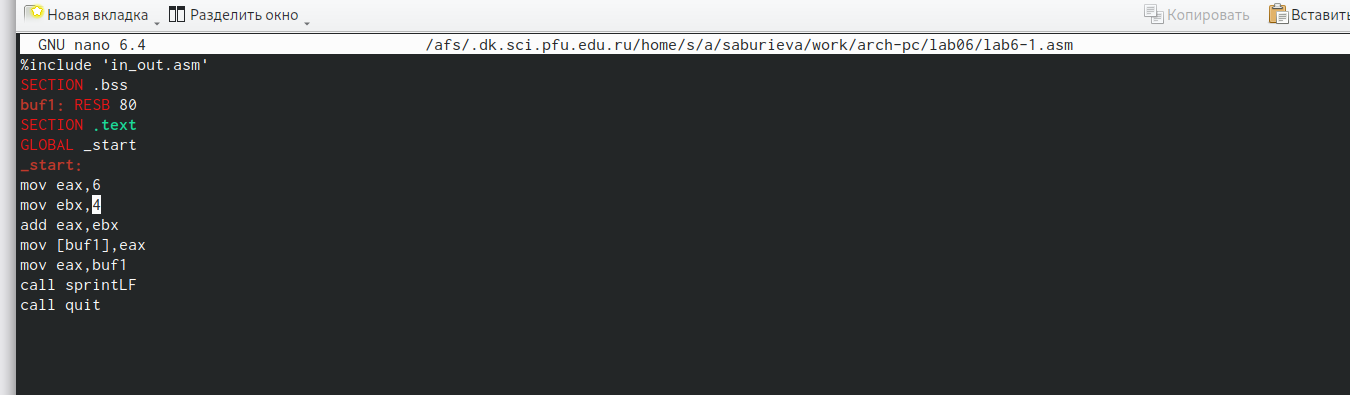 Новая вкладка Разделить окно Копировать Вставить
GNU nano 6.4 /afs/.dk.sci.pfu.edu.ru/home/s/a/saburieva/work/arch-pc/lab06/lab6-1.asm
%include 'in_out.asm'
SECTION .bss
buf1: RESB 80
SECTION .text
GLOBAL _start
_start:
mov eax,6
mov ebx,4
add eax,ebx
mov [buf1],eax
mov eax,buf1
call sprintLF
call quit